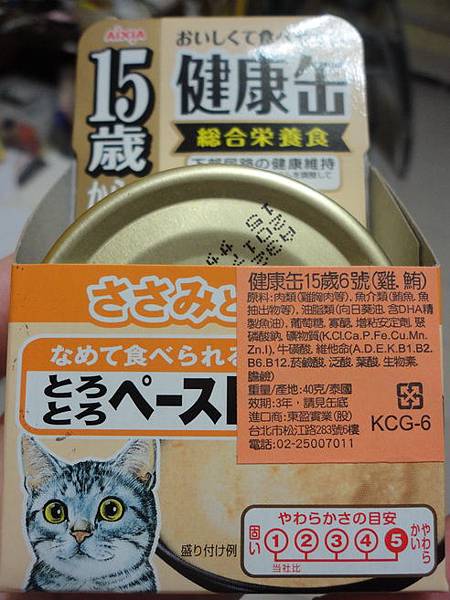 AIXIA
15歳から
おいしくて食べや
健康缶
総合栄養食
下部尿路の健康維持
ささみと
なめて食べられる
とろとろペースト
健康缶15歲6號(雞.鮪)
原料:肉類(雞胸肉等),魚介類(鮪魚,魚
抽出物等),油脂類(向日葵油,含DHA精
製魚油),葡萄糖,寡醣,增粘安定劑,聚
磷酸鈉,礦物質(K.Cl.Ca.P.Fe.Cu.Mn.
Zn.I),牛磺酸,維他命(A.D.E.K.B1.B2.
B6.B12.菸鹼酸,泛酸,葉酸,生物素.
膽鹼)
重量/產地:40克/泰國
效期:3年，請見缶底
進口商:東盈實業(股)
台北市松江路283號6樓
電話:02-25007011
KCG-6
盛り付け例
やわらかさの目安
固い 1 2 3 4 5 やわらかい
当社比